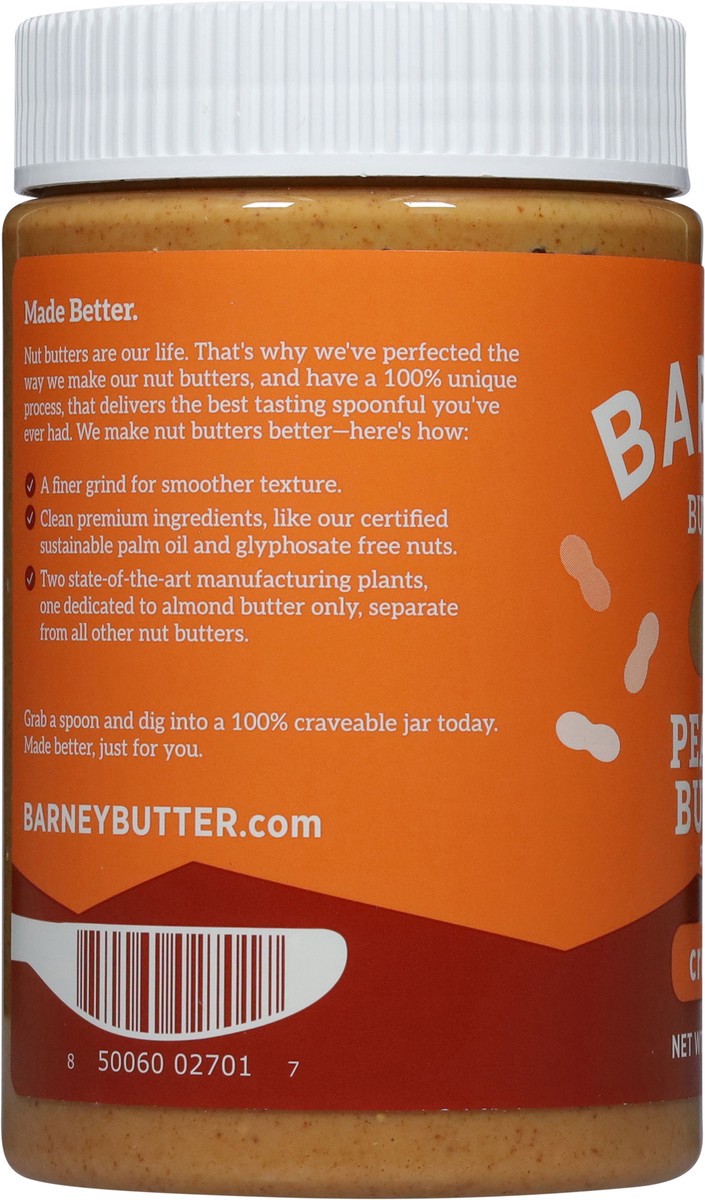 Made Better.
Nut butters are our life. That's why we've perfected the
way we make our nut butters, and have a 100% unique
process, that delivers the best tasting spoonful you've
ever had. We make nut butters better—here's how:
A finer grind for smoother texture.
Clean premium ingredients, like our certified
sustainable palm oil and glyphosate free nuts.
Two state-of-the-art manufacturing plants,
one dedicated to almond butter only, separate
from all other nut butters.
Grab a spoon and dig into a 100% craveable jar today.
Made better, just for you.
BARNEYBUTTER.com
8 50060 02701 7
NET